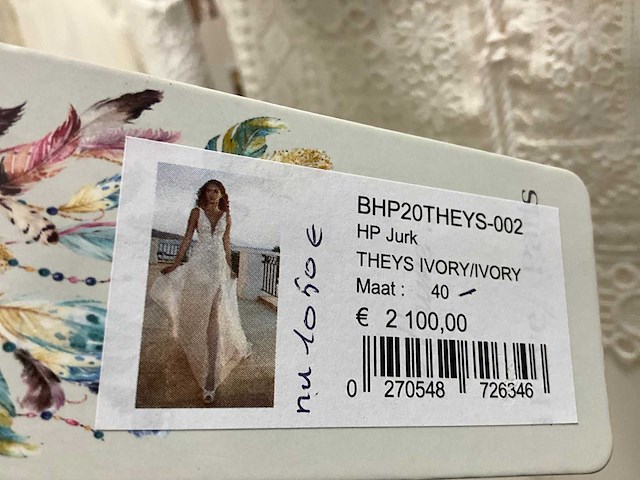 BHP20THEYS-002
HP Jurk
THEYS IVORY/IVORY
Maat : 40
€ 2 100,00
0 270548 726346
nu 1050 €